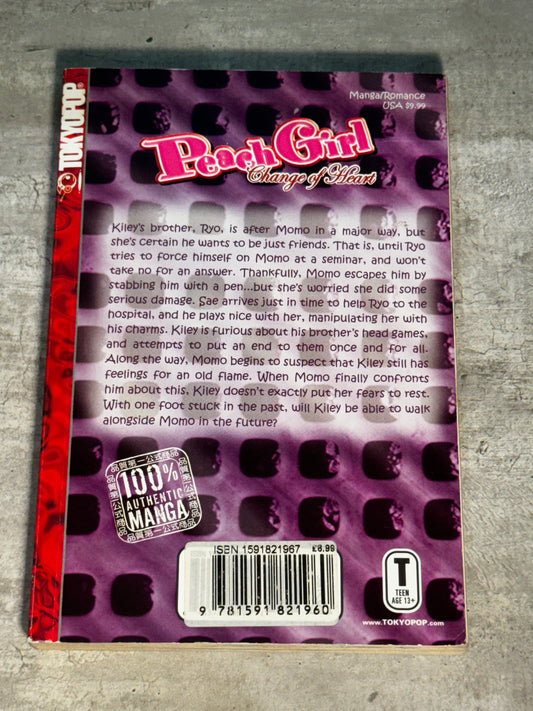 TOKYOPOP®
Manga/Romance
USA $9.99
Peach Girl
Change of Heart
Kiley's brother, Ryo, is after Momo in a major way, but
she's certain he wants to be just friends. That is, until Ryo
tries to force himself on Momo at a seminar, and won't
take no for an answer. Thankfully, Momo escapes him by
stabbing him with a pen...but she's worried she did some
serious damage. Sae arrives just in time to help Ryo to the
hospital, and he plays nice with her, manipulating her with
his charms. Kiley is furious about his brother's head games,
and attempts to put an end to them once and for all.
Along the way, Momo begins to suspect that Kiley still has
feelings for an old flame. When Momo finally confronts
him about this, Kiley doesn't exactly put her fears to rest.
With one foot stuck in the past, will Kiley be able to walk
alongside Momo in the future?
品質第一公式商品
100%
AUTHENTIC
MANGA
ISBN 1591821967
£6.99
9 781591 821960
T
TEEN
AGE 13+
www.TOKYOPOP.com